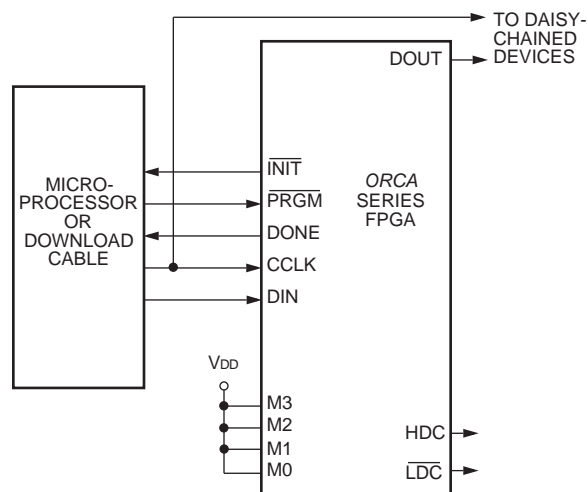 TO DAISY-
CHAINED
DEVICES
DOUT
MICRO-
PROCESSOR
OR
DOWNLOAD
CABLE
INIT
PRGM
DONE
CCLK
DIN
ORCA
SERIES
FPGA
VDD
M3
M2
M1
M0
HDC
LDC